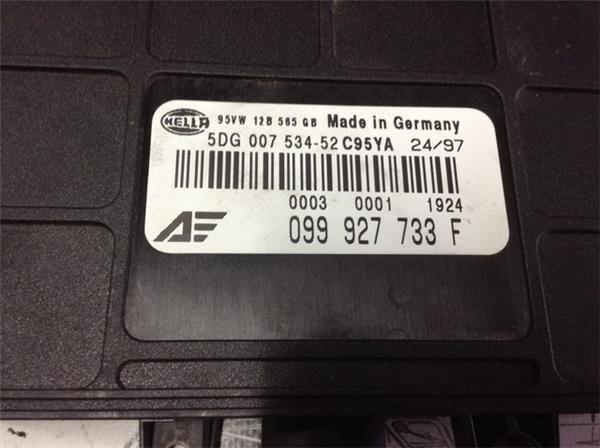 HELLA 95VW 12B 565 GB Made in Germany
5DG 007 534-52 C95YA 24/97
0003 0001 1924
AE 099 927 733 F